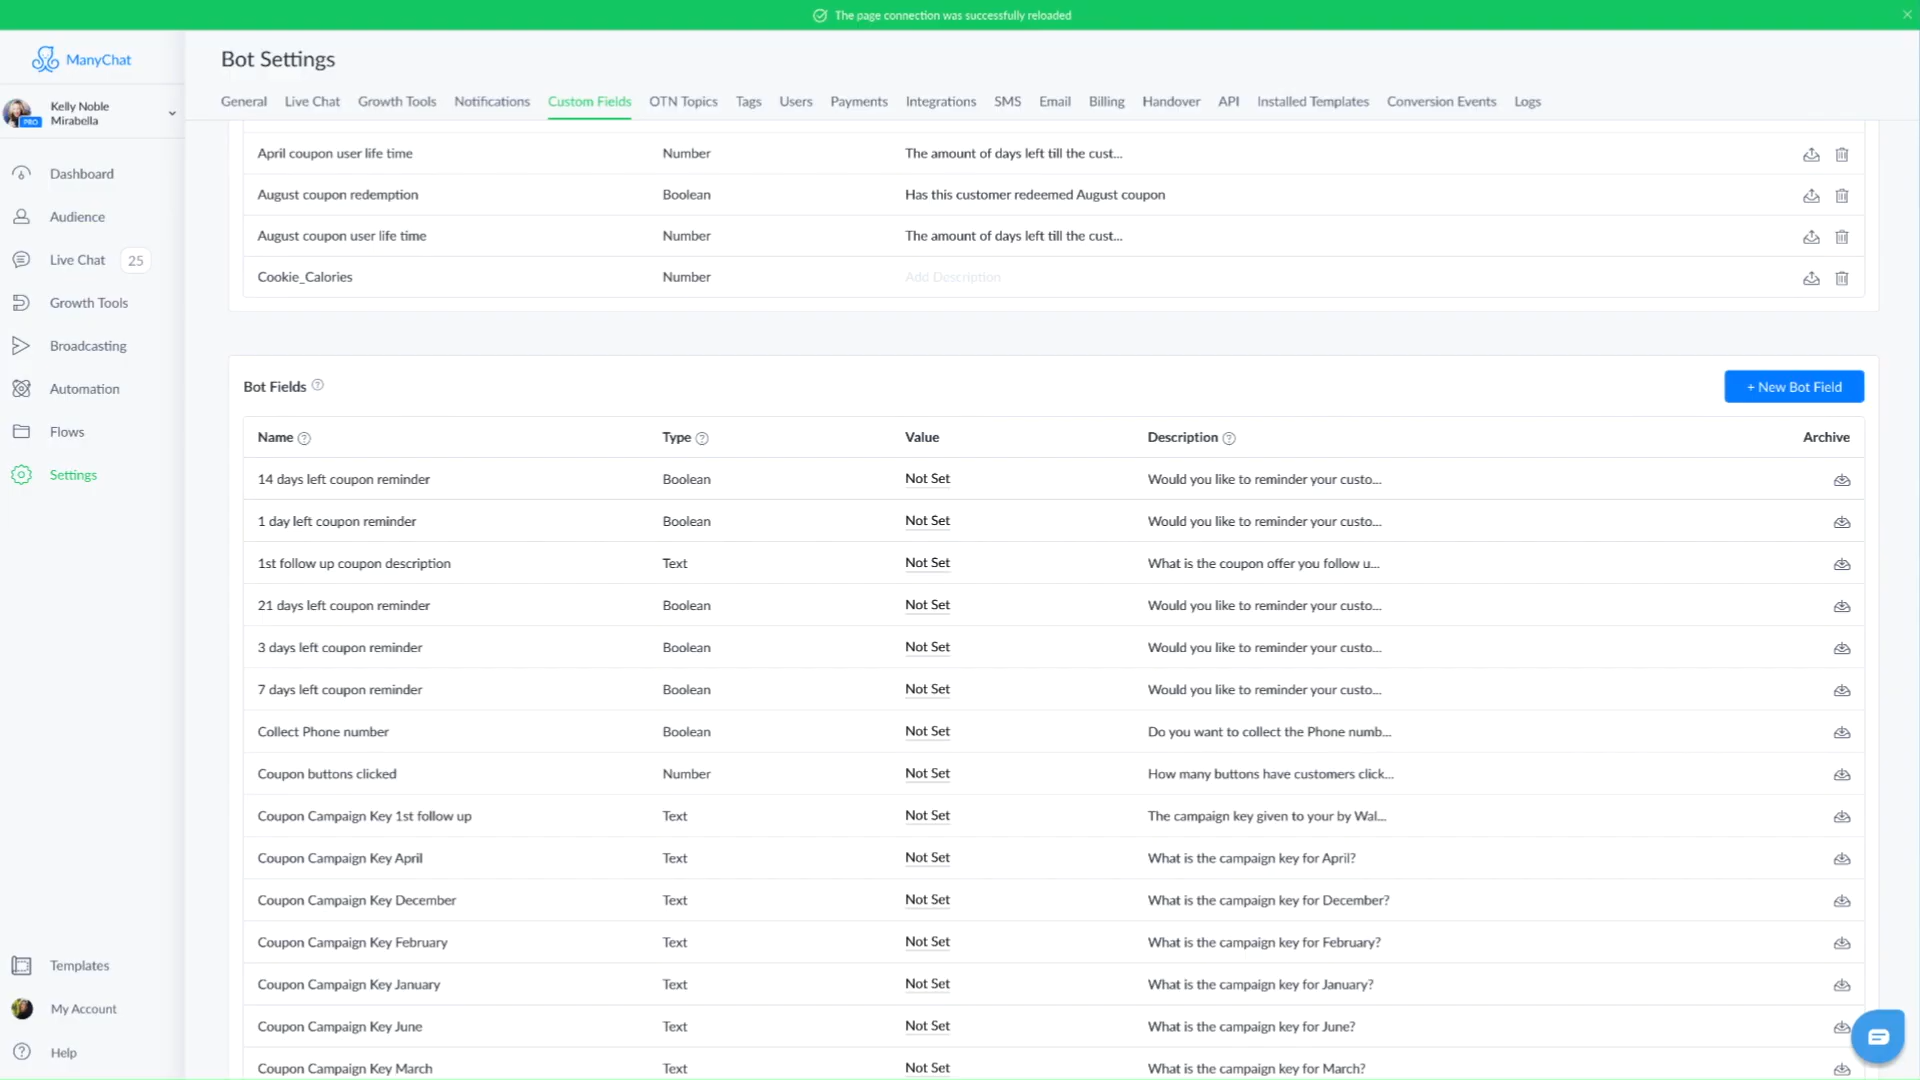 The page connection was successfully reloaded
ManyChat
Kelly Noble
Mirabella
PRO
Dashboard
Audience
Live Chat 25
Growth Tools
Broadcasting
Automation
Flows
Settings
Templates
My Account
Help
Bot Settings
General Live Chat Growth Tools Notifications Custom Fields OTN Topics Tags Users Payments Integrations SMS Email Billing Handover API Installed Templates Conversion Events Logs
April coupon user life time Number The amount of days left till the cust...
August coupon redemption Boolean Has this customer redeemed August coupon
August coupon user life time Number The amount of days left till the cust...
Cookie_Calories Number Add Description
Bot Fields ?
+ New Bot Field
Name ? Type ? Value Description ? Archive
14 days left coupon reminder Boolean Not Set Would you like to reminder your custo...
1 day left coupon reminder Boolean Not Set Would you like to reminder your custo...
1st follow up coupon description Text Not Set What is the coupon offer you follow u...
21 days left coupon reminder Boolean Not Set Would you like to reminder your custo...
3 days left coupon reminder Boolean Not Set Would you like to reminder your custo...
7 days left coupon reminder Boolean Not Set Would you like to reminder your custo...
Collect Phone number Boolean Not Set Do you want to collect the Phone numb...
Coupon buttons clicked Number Not Set How many buttons have customers click...
Coupon Campaign Key 1st follow up Text Not Set The campaign key given to your by Wal...
Coupon Campaign Key April Text Not Set What is the campaign key for April?
Coupon Campaign Key December Text Not Set What is the campaign key for December?
Coupon Campaign Key February Text Not Set What is the campaign key for February?
Coupon Campaign Key January Text Not Set What is the campaign key for January?
Coupon Campaign Key June Text Not Set What is the campaign key for June?
Coupon Campaign Key March Text Not Set What is the campaign key for March?